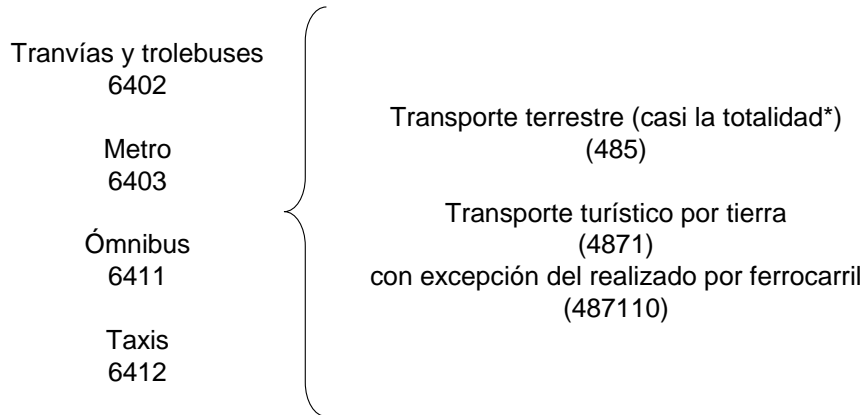 Tranvías y trolebuses
6402
Metro
6403
Ómnibus
6411
Taxis
6412
Transporte terrestre (casi la totalidad*)
(485)
Transporte turístico por tierra
(4871)
con excepción del realizado por ferrocarril
(487110)